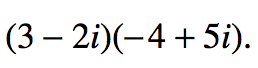 (3 – 2i)(–4 + 5i).